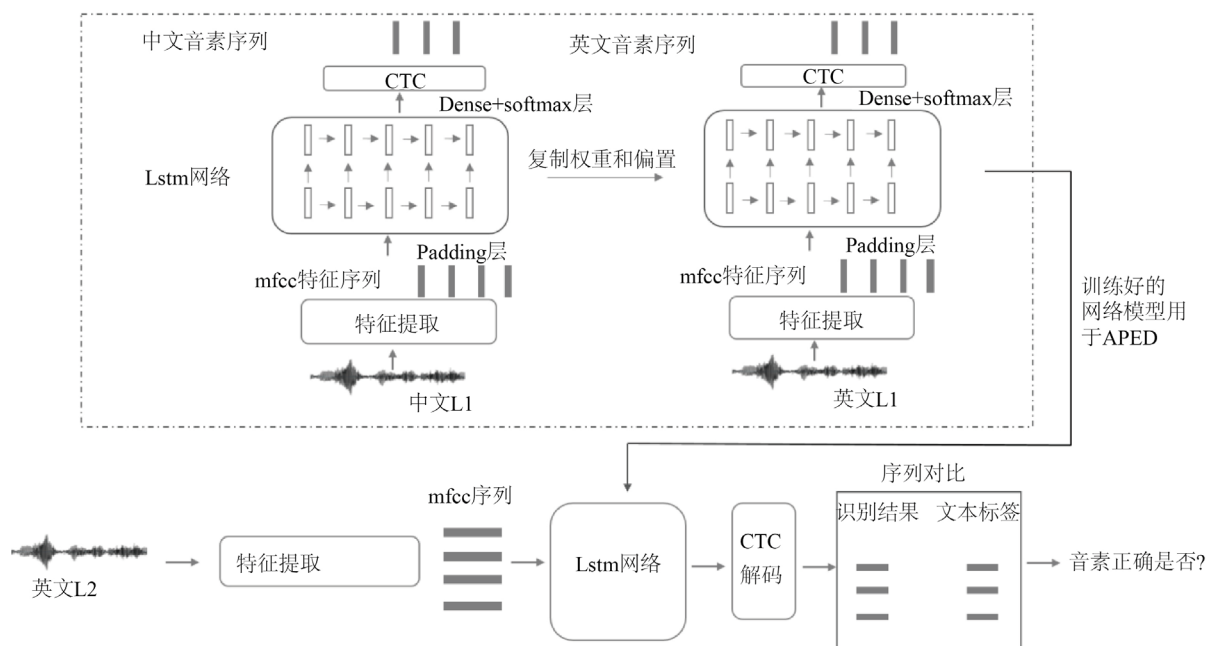 中文音素序列
英文音素序列
CTC
CTC
Dense+softmax层
Dense+softmax层
Lstm网络
复制权重和偏置
Padding层
Padding层
mfcc特征序列
mfcc特征序列
特征提取
特征提取
中文L1
英文L1
训练好的
网络模型用
于APED
mfcc序列
序列对比
识别结果
文本标签
英文L2
特征提取
Lstm网络
CTC
解码
音素正确是否?